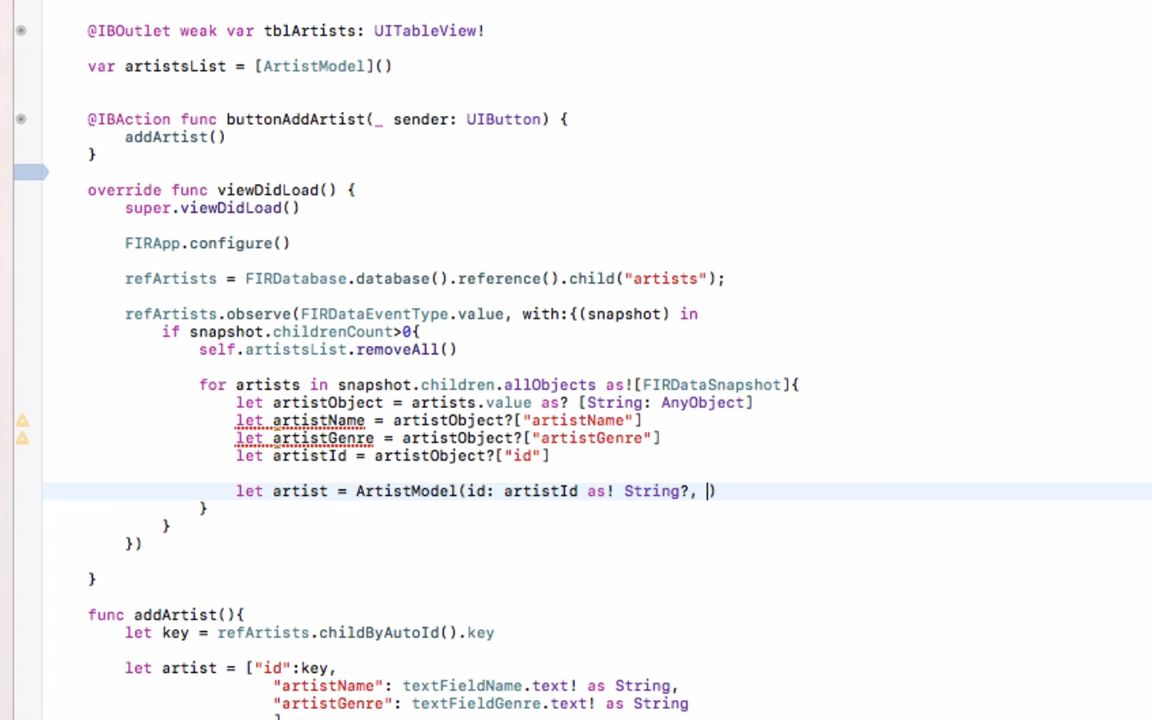 @IBOutlet weak var tblArtists: UITableView!
var artistsList = [ArtistModel]()
@IBAction func buttonAddArtist(_ sender: UIButton) {
addArtist()
}
override func viewDidLoad() {
super.viewDidLoad()
FIRApp.configure()
refArtists = FIRDatabase.database().reference().child("artists");
refArtists.observe(FIRDataEventType.value, with:{(snapshot) in
if snapshot.childrenCount>0{
self.artistsList.removeAll()
for artists in snapshot.children.allObjects as![FIRDataSnapshot]{
let artistObject = artists.value as? [String: AnyObject]
let artistName = artistObject?["artistName"]
let artistGenre = artistObject?["artistGenre"]
let artistId = artistObject?["id"]
let artist = ArtistModel(id: artistId as! String?, )
}
}
})
}
func addArtist(){
let key = refArtists.childByAutoId().key
let artist = ["id":key,
"artistName": textFieldName.text! as String,
"artistGenre": textFieldGenre.text! as String